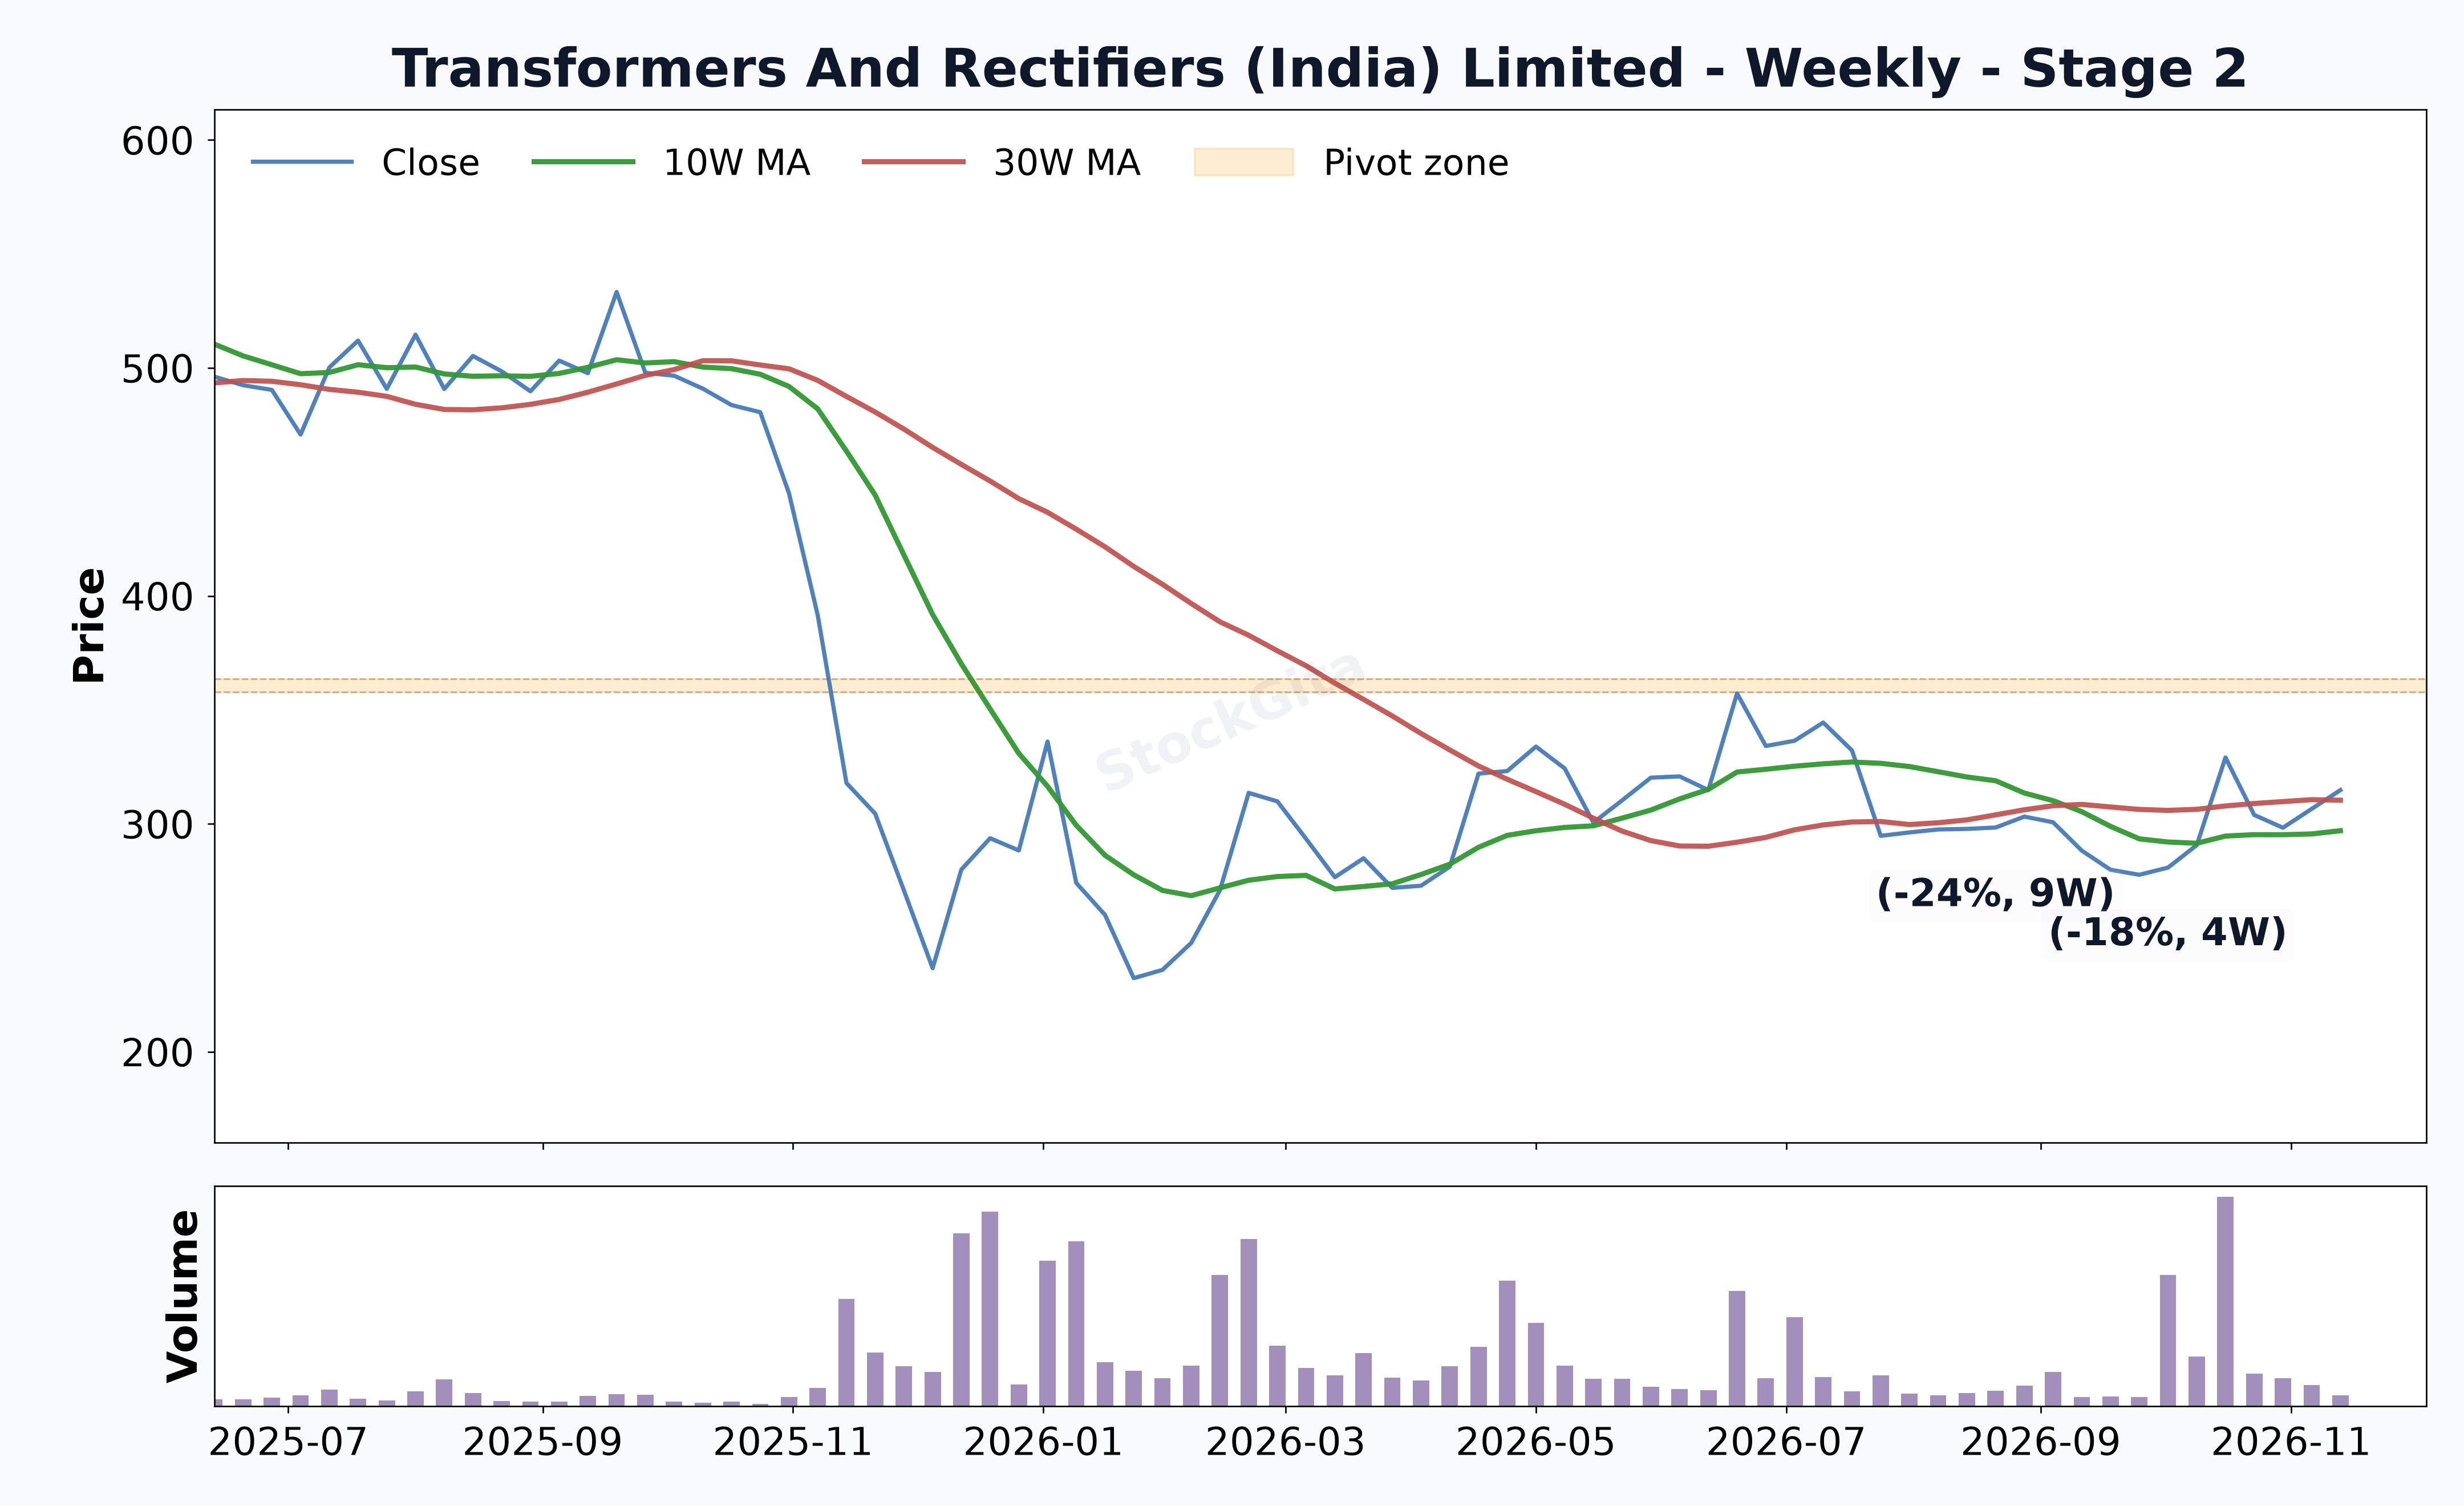 Transformers And Rectifiers (India) Limited - Weekly - Stage 2
Close
10W MA
30W MA
Pivot zone
Price
600
500
400
300
200
StockGita
(-24%, 9W)
(-18%, 4W)
Volume
2025-07
2025-09
2025-11
2026-01
2026-03
2026-05
2026-07
2026-09
2026-11